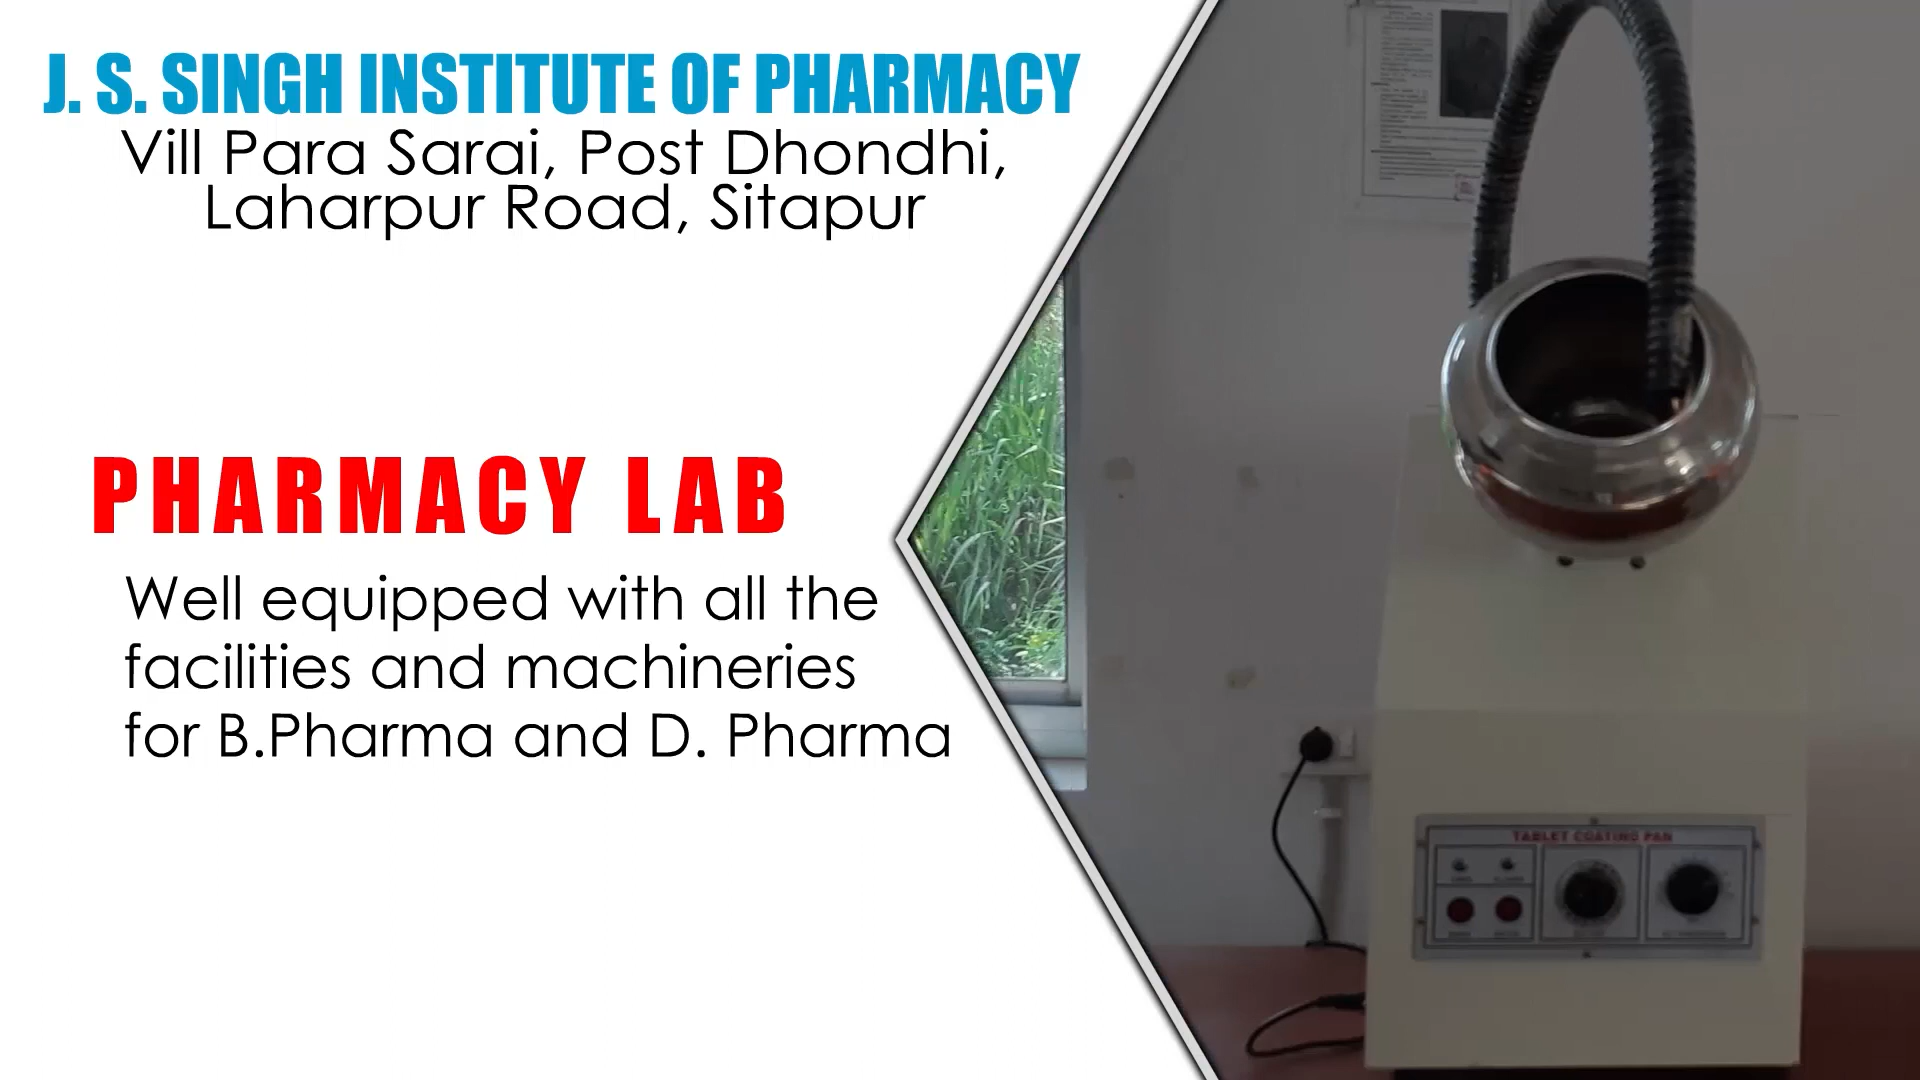 J. S. SINGH INSTITUTE OF PHARMACY
Vill Para Sarai, Post Dhondhi,
Laharpur Road, Sitapur
PHARMACY LAB
Well equipped with all the
facilities and machineries
for B.Pharma and D. Pharma
TABLET COATING PAN